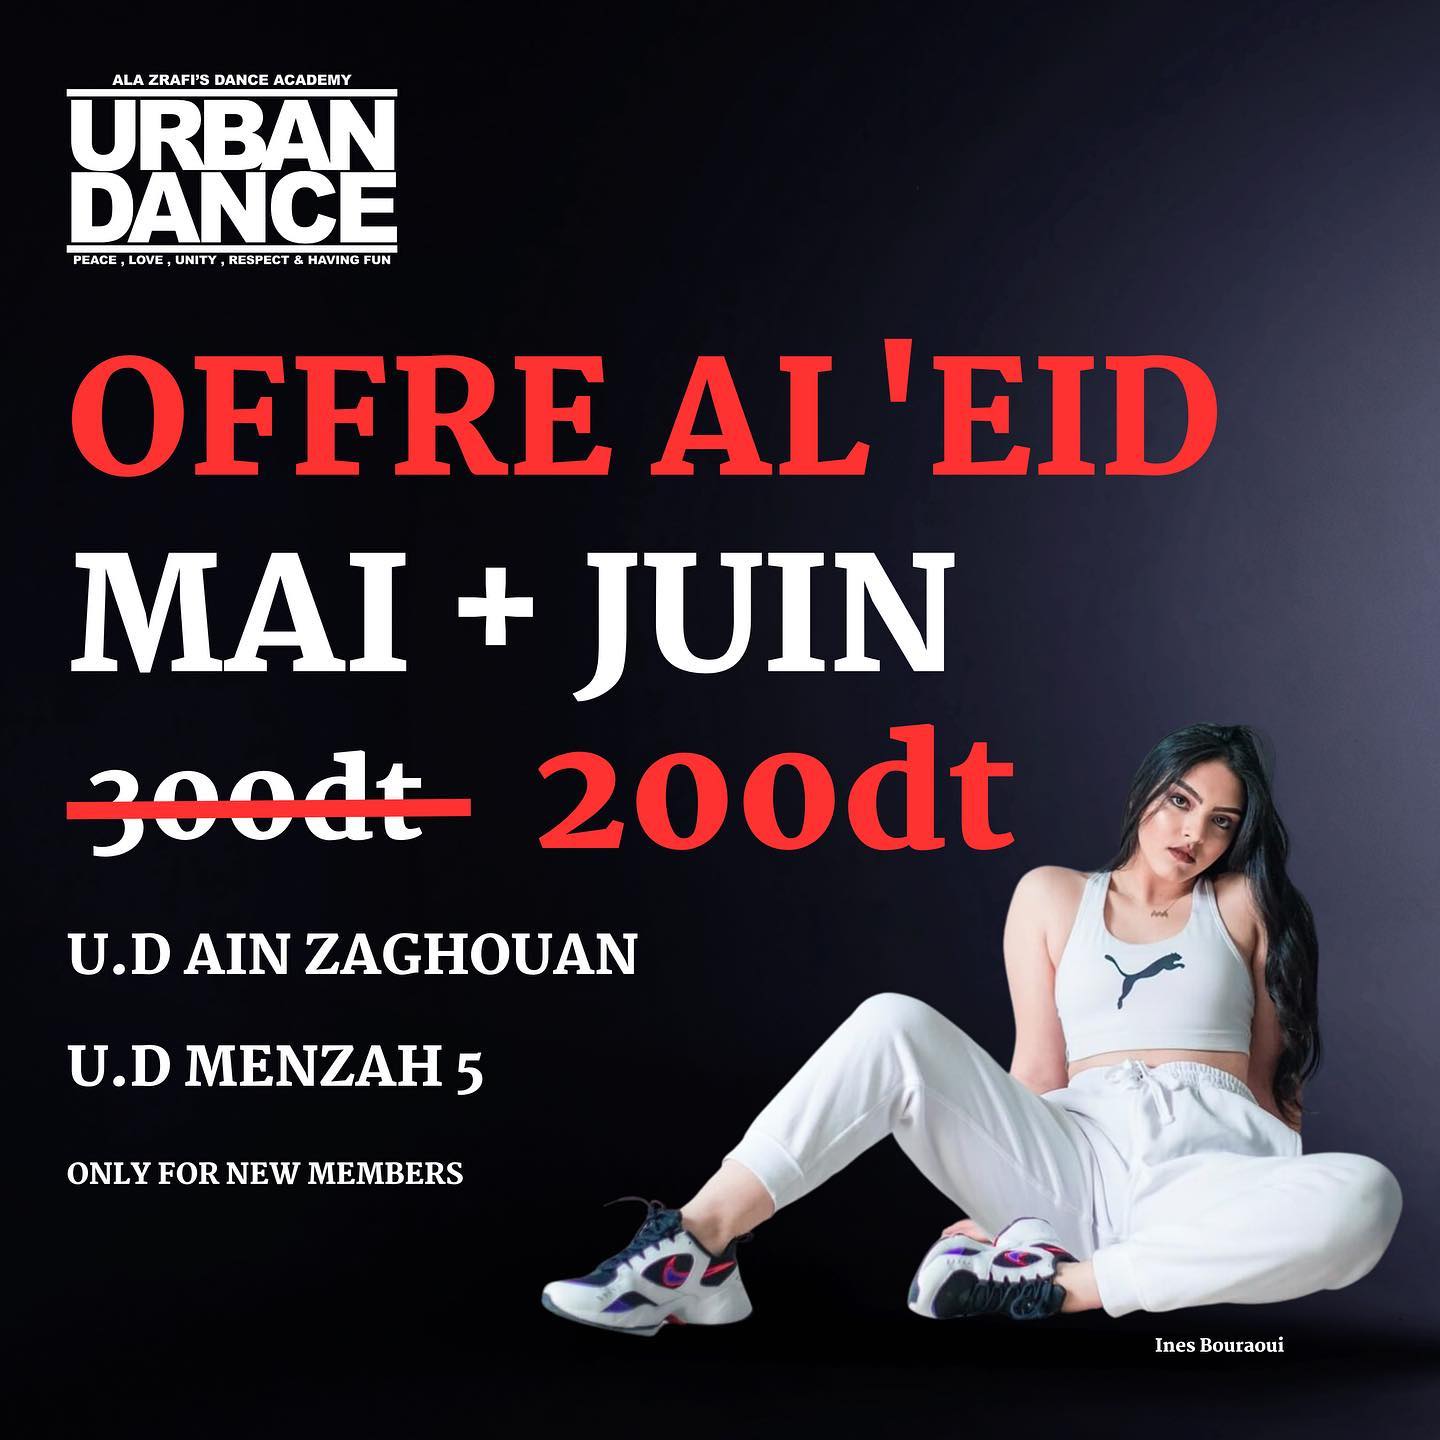 ALA ZRAFI'S DANCE ACADEMY
URBAN
DANCE
PEACE , LOVE , UNITY , RESPECT & HAVING FUN
OFFRE AL'EID
MAI + JUIN
300dt 200dt
U.D AIN ZAGHOUAN
U.D MENZAH 5
ONLY FOR NEW MEMBERS
Ines Bouraoui